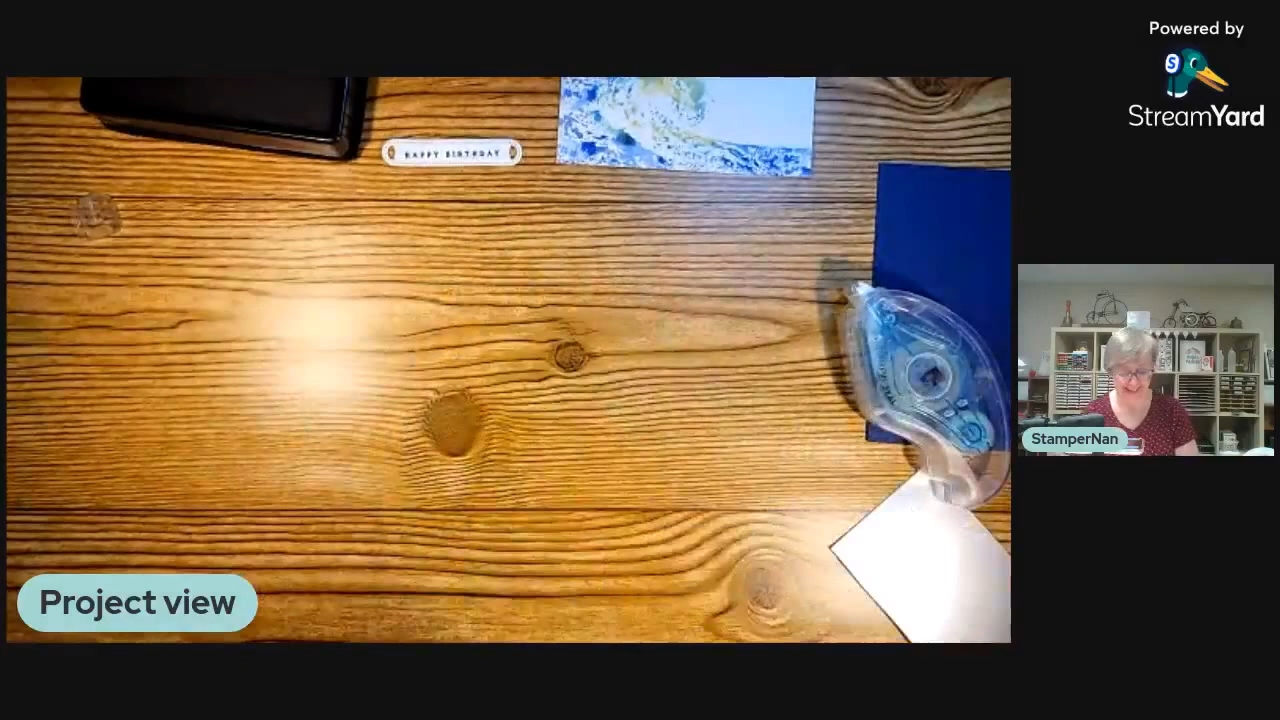 Powered by
S
StreamYard
HAPPY BIRTHDAY
StamperNan
Project view